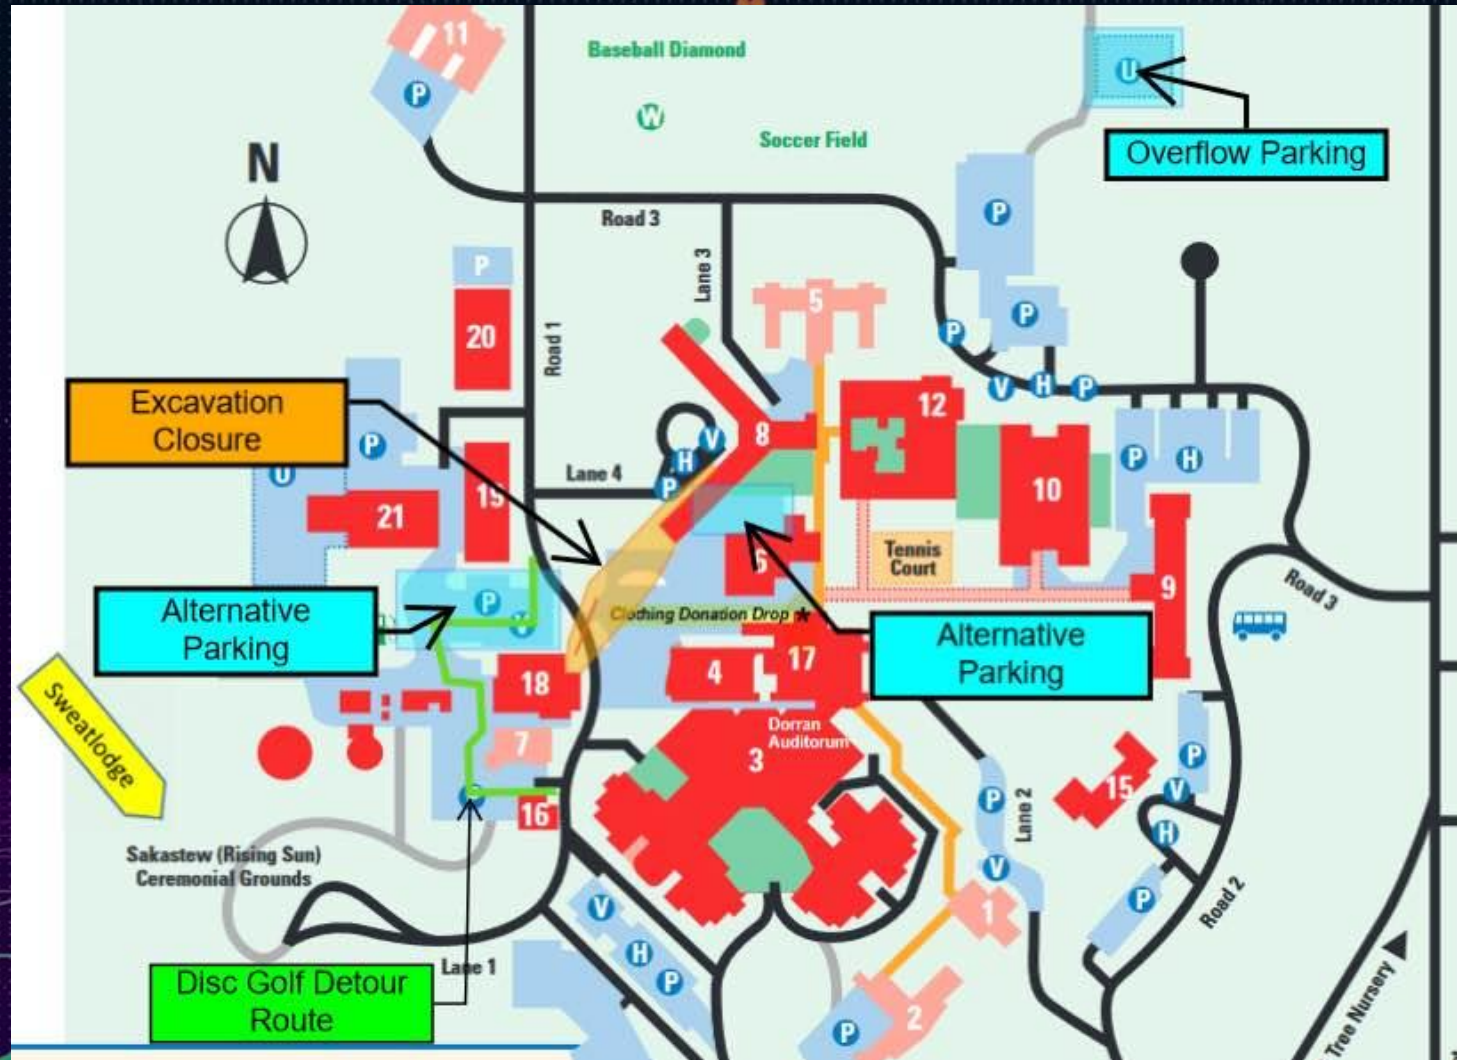 11
P
Baseball Diamond
W
Soccer Field
U
Overflow Parking
N
Road 3
P
Lane 3
P
5
P
P
20
Road 1
V
H
P
Excavation
Closure
12
P
U
8
V
H
P
Lane 4
19
21
10
P
H
Tennis
Court
6
9
Road 3
Alternative
Parking
P
V
Clothing Donation Drop *
Alternative
Parking
4
17
18
Sweatlodge
7
Dorran
Auditorum
3
P
V
H
15
P
V
Lane 2
16
Sakastew (Rising Sun)
Ceremonial Grounds
V
H
P
1
P
Road 2
Lane 1
Disc Golf Detour
Route
2
P
Tree Nursery